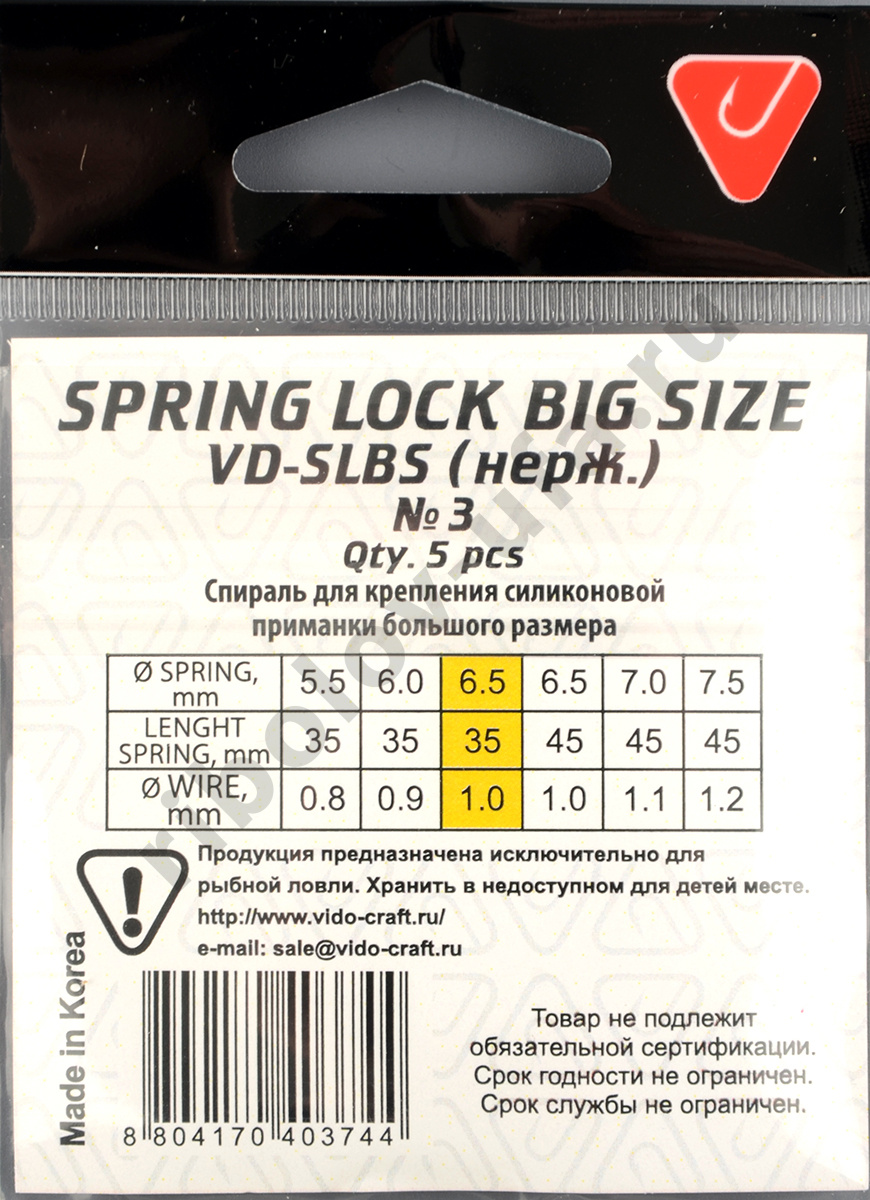 SPRING LOCK BIG SIZE
VD-SLBS (нерж.)
№ 3
Qty. 5 pcs
Спираль для крепления силиконовой
приманки большого размера
Ø SPRING, mm 5.5 6.0 6.5 6.5 7.0 7.5
LENGHT SPRING, mm 35 35 35 45 45 45
Ø WIRE, mm 0.8 0.9 1.0 1.0 1.1 1.2
Продукция предназначена исключительно для
рыбной ловли. Хранить в недоступном для детей месте.
http://www.vido-craft.ru/
e-mail: sale@vido-craft.ru
Made in Korea
8 804170 403744
Товар не подлежит
обязательной сертификации.
Срок годности не ограничен.
Срок службы не ограничен.
ribolov-ufa.ru